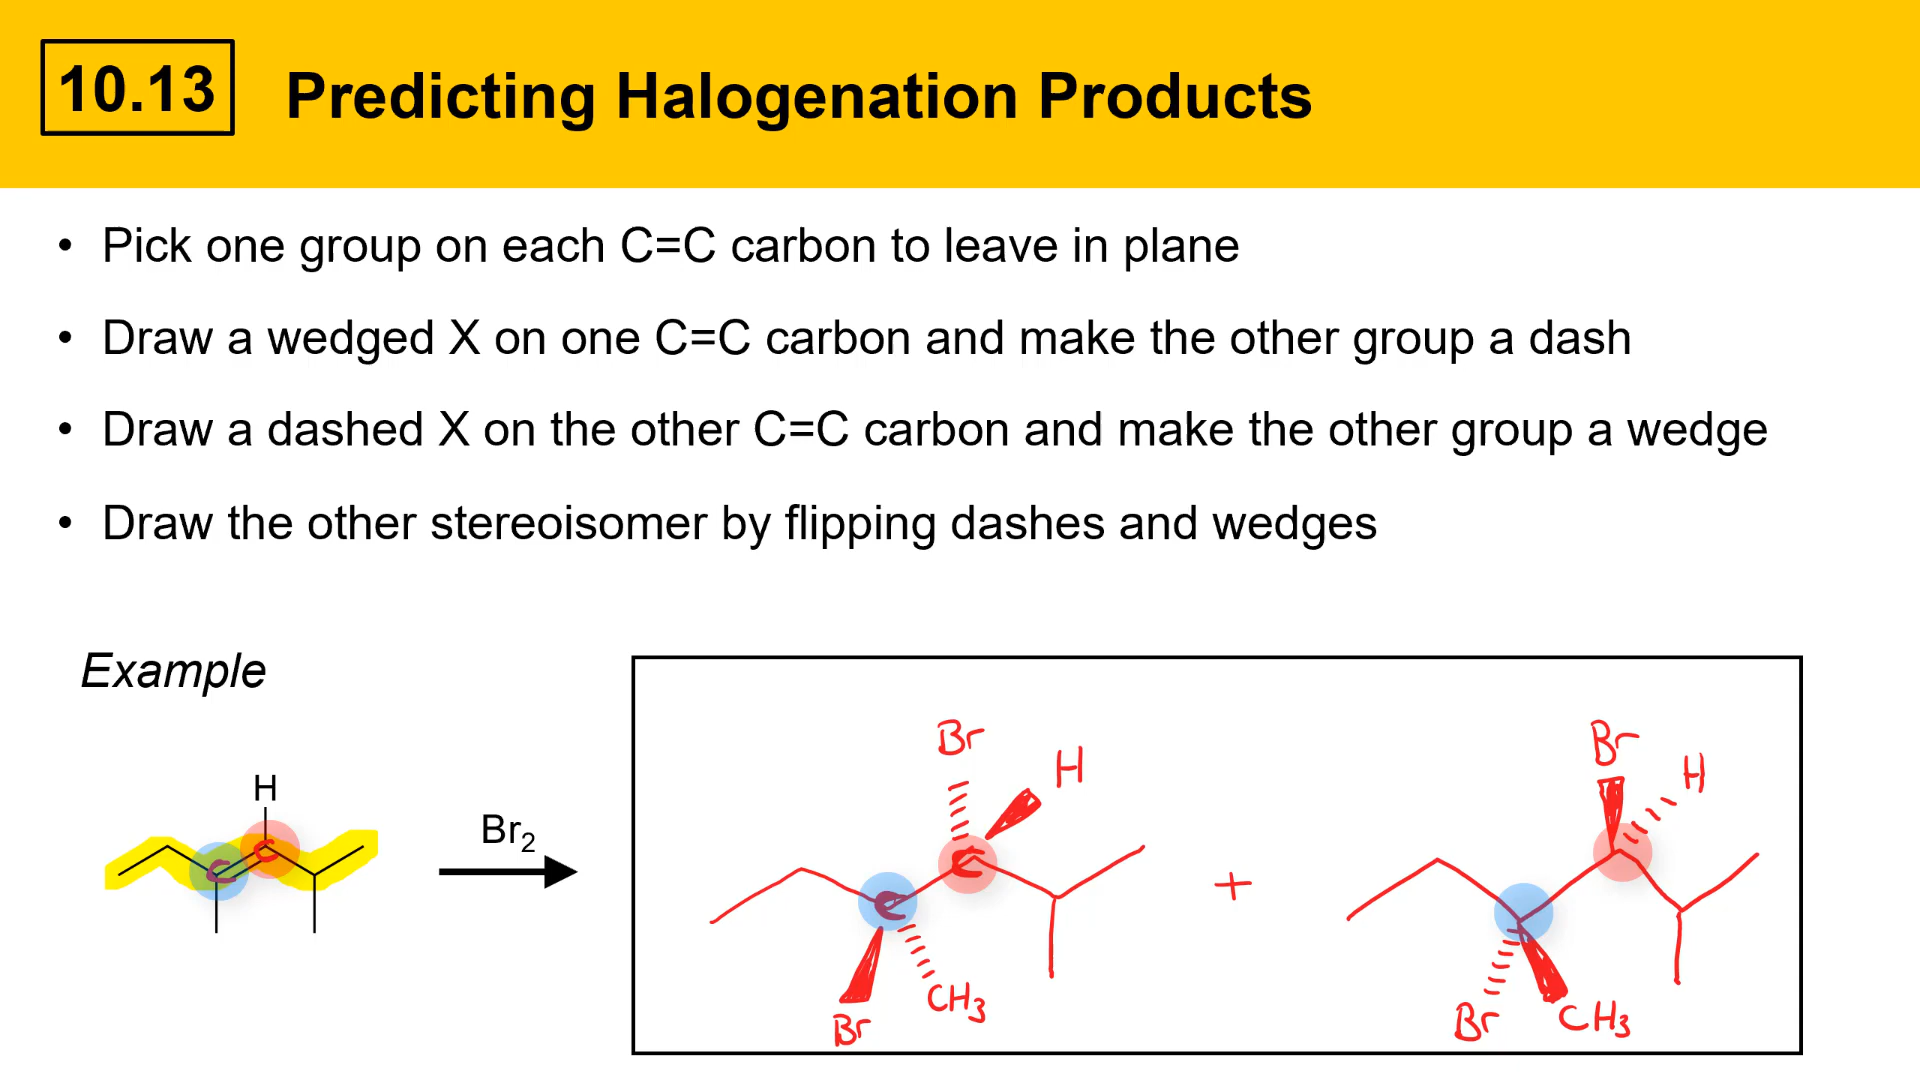 10.13
Predicting Halogenation Products
• Pick one group on each C=C carbon to leave in plane
• Draw a wedged X on one C=C carbon and make the other group a dash
• Draw a dashed X on the other C=C carbon and make the other group a wedge
• Draw the other stereoisomer by flipping dashes and wedges
Example
H
C
C
Br₂
Br
H
C
C
Br
CH₃
+
Br
H
Br
CH₃